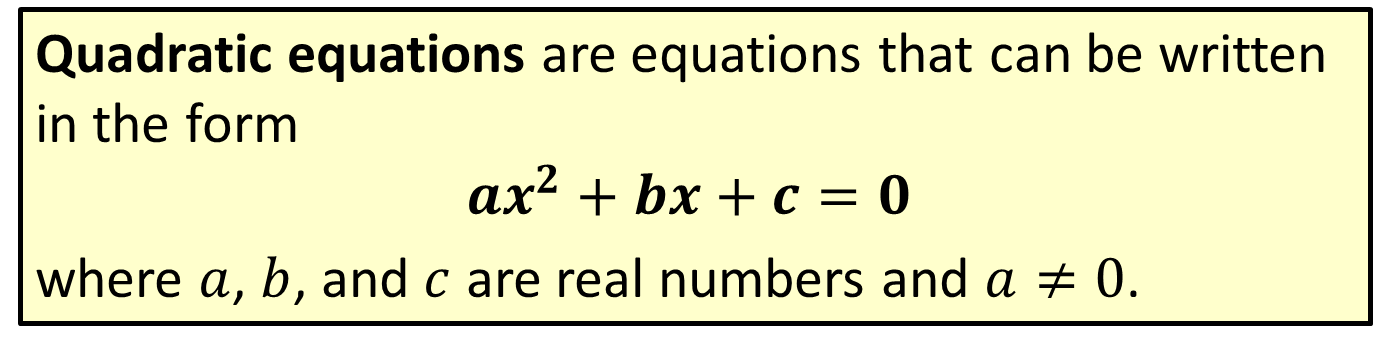 Quadratic equations are equations that can be written
in the form
ax² + bx + c = 0
where a, b, and c are real numbers and a ≠ 0.